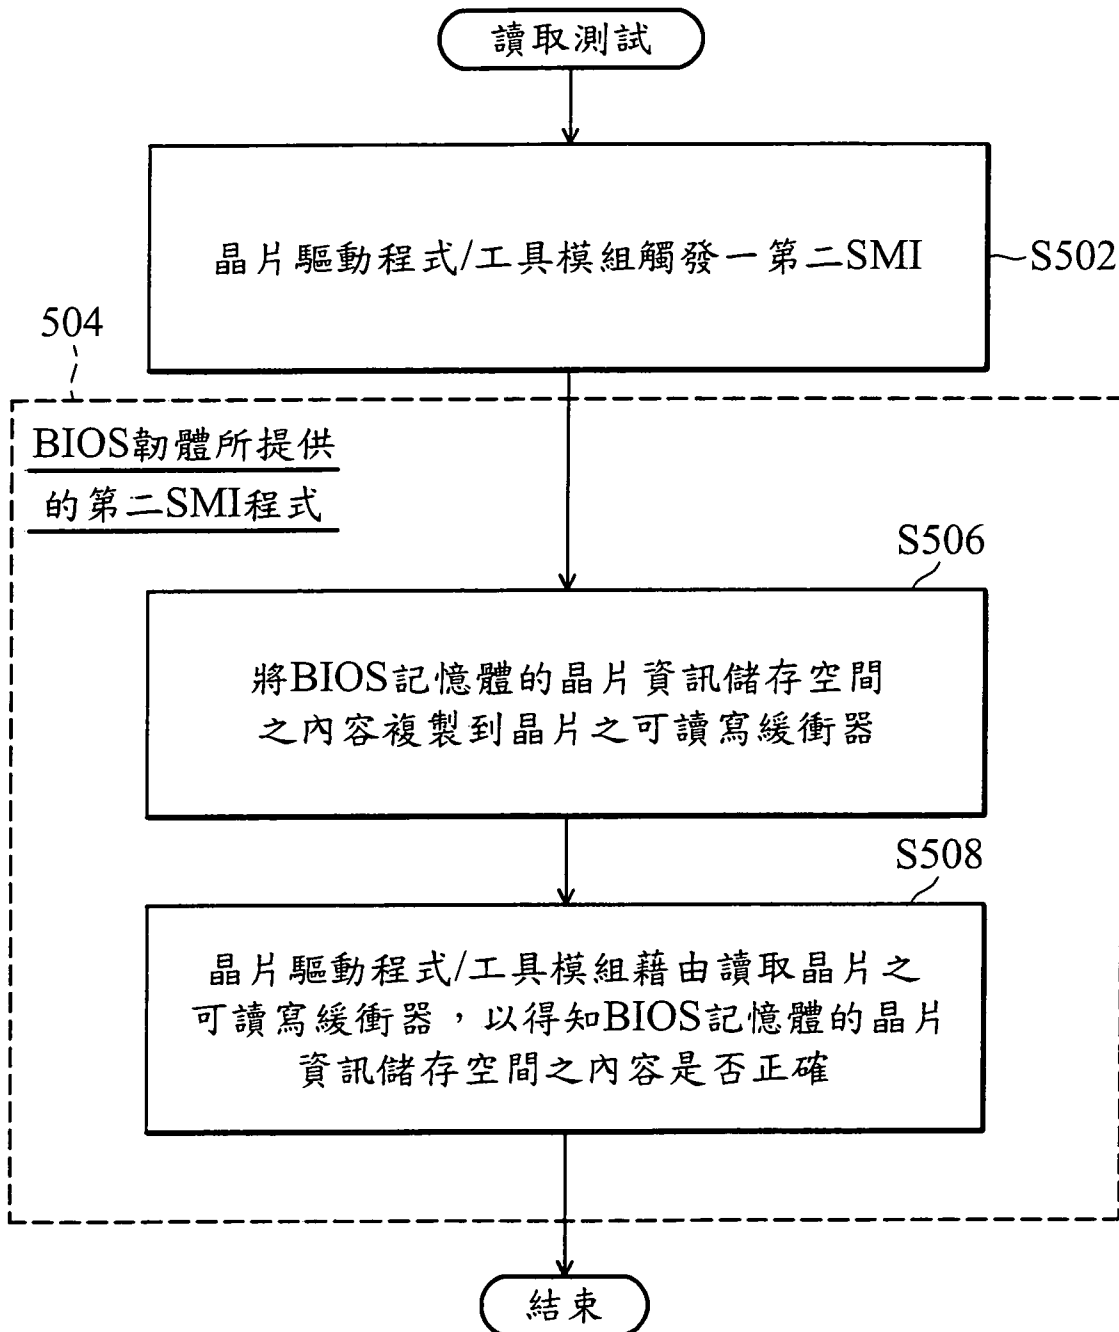 讀取測試
晶片驅動程式/工具模組觸發一第二SMI
S502
504
BIOS韌體所提供
的第二SMI程式
S506
將BIOS記憶體的晶片資訊儲存空間
之內容複製到晶片之可讀寫緩衝器
S508
晶片驅動程式/工具模組藉由讀取晶片之
可讀寫緩衝器，以得知BIOS記憶體的晶片
資訊儲存空間之內容是否正確
結束